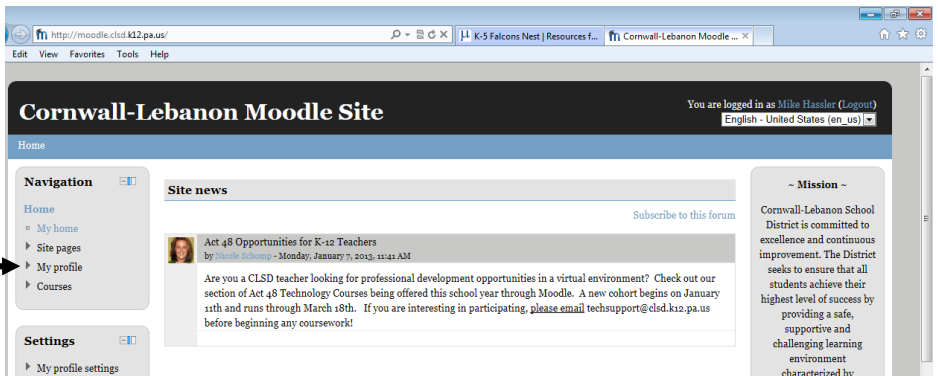 http://moodle.clsd.k12.pa.us/
K-5 Falcons Nest | Resources f...
Cornwall-Lebanon Moodle ...
Edit View Favorites Tools Help
Cornwall-Lebanon Moodle Site
You are logged in as Mike Hassler (Logout)
English - United States (en_us)
Home
Navigation
Home
My home
Site pages
My profile
Courses
Settings
My profile settings
Site news
Subscribe to this forum
Act 48 Opportunities for K-12 Teachers
by Nicole Schomp - Monday, January 7, 2013, 11:41 AM
Are you a CLSD teacher looking for professional development opportunities in a virtual environment? Check out our
section of Act 48 Technology Courses being offered this school year through Moodle. A new cohort begins on January
11th and runs through March 18th. If you are interesting in participating, please email techsupport@clsd.k12.pa.us
before beginning any coursework!
~ Mission ~
Cornwall-Lebanon School
District is committed to
excellence and continuous
improvement. The District
seeks to ensure that all
students achieve their
highest level of success by
providing a safe,
supportive and
challenging learning
environment
characterized by